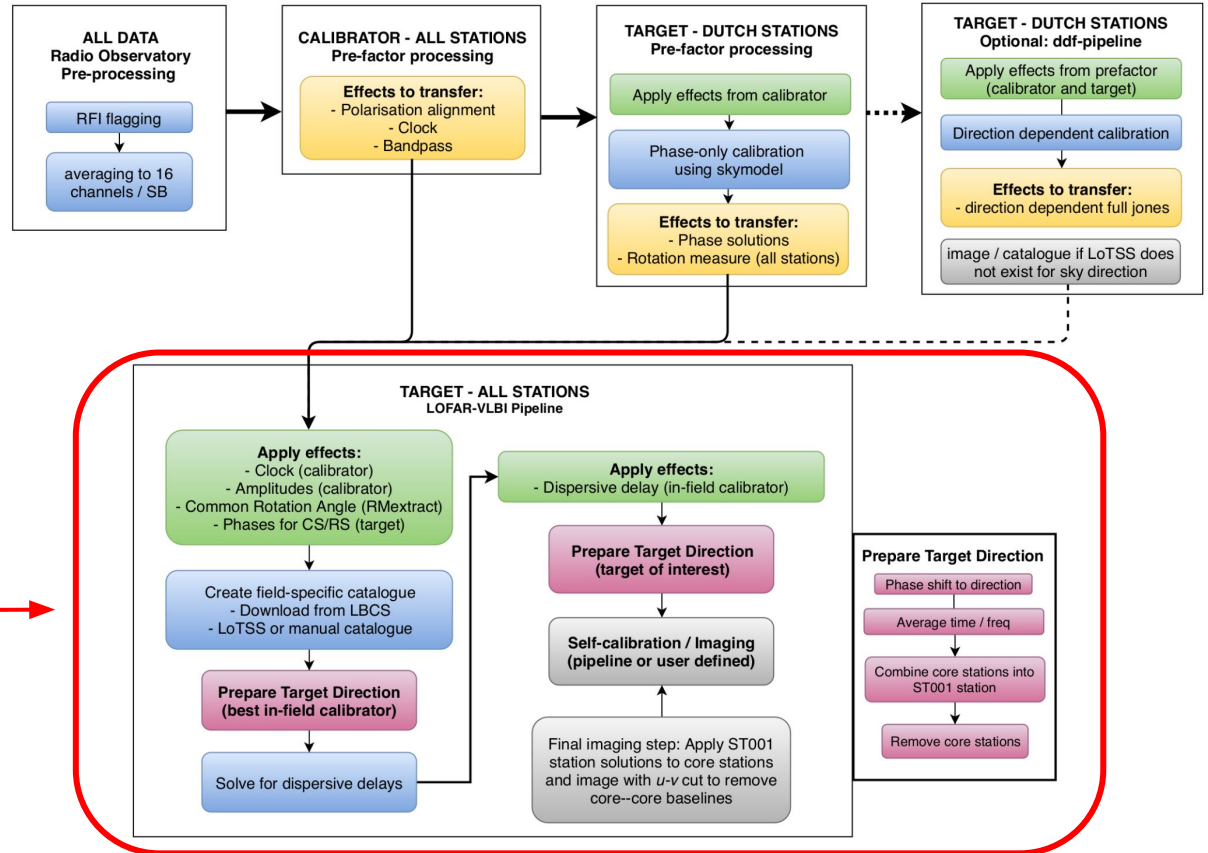 ALL DATA
Radio Observatory
Pre-processing
RFI flagging
averaging to 16
channels / SB
CALIBRATOR - ALL STATIONS
Pre-factor processing
Effects to transfer:
- Polarisation alignment
- Clock
- Bandpass
TARGET - DUTCH STATIONS
Pre-factor processing
Apply effects from calibrator
Phase-only calibration
using skymodel
Effects to transfer:
- Phase solutions
- Rotation measure (all stations)
TARGET - DUTCH STATIONS
Optional: ddf-pipeline
Apply effects from prefactor
(calibrator and target)
Direction dependent calibration
Effects to transfer:
- direction dependent full jones
image / catalogue if LoTSS does
not exist for sky direction
TARGET - ALL STATIONS
LOFAR-VLBI Pipeline
Apply effects:
- Clock (calibrator)
- Amplitudes (calibrator)
- Common Rotation Angle (RMextract)
- Phases for CS/RS (target)
Create field-specific catalogue
- Download from LBCS
- LoTSS or manual catalogue
Prepare Target Direction
(best in-field calibrator)
Solve for dispersive delays
Apply effects:
- Dispersive delay (in-field calibrator)
Prepare Target Direction
(target of interest)
Self-calibration / Imaging
(pipeline or user defined)
Final imaging step: Apply ST001
station solutions to core stations
and image with u-v cut to remove
core--core baselines
Prepare Target Direction
Phase shift to direction
Average time / freq
Combine core stations into
ST001 station
Remove core stations